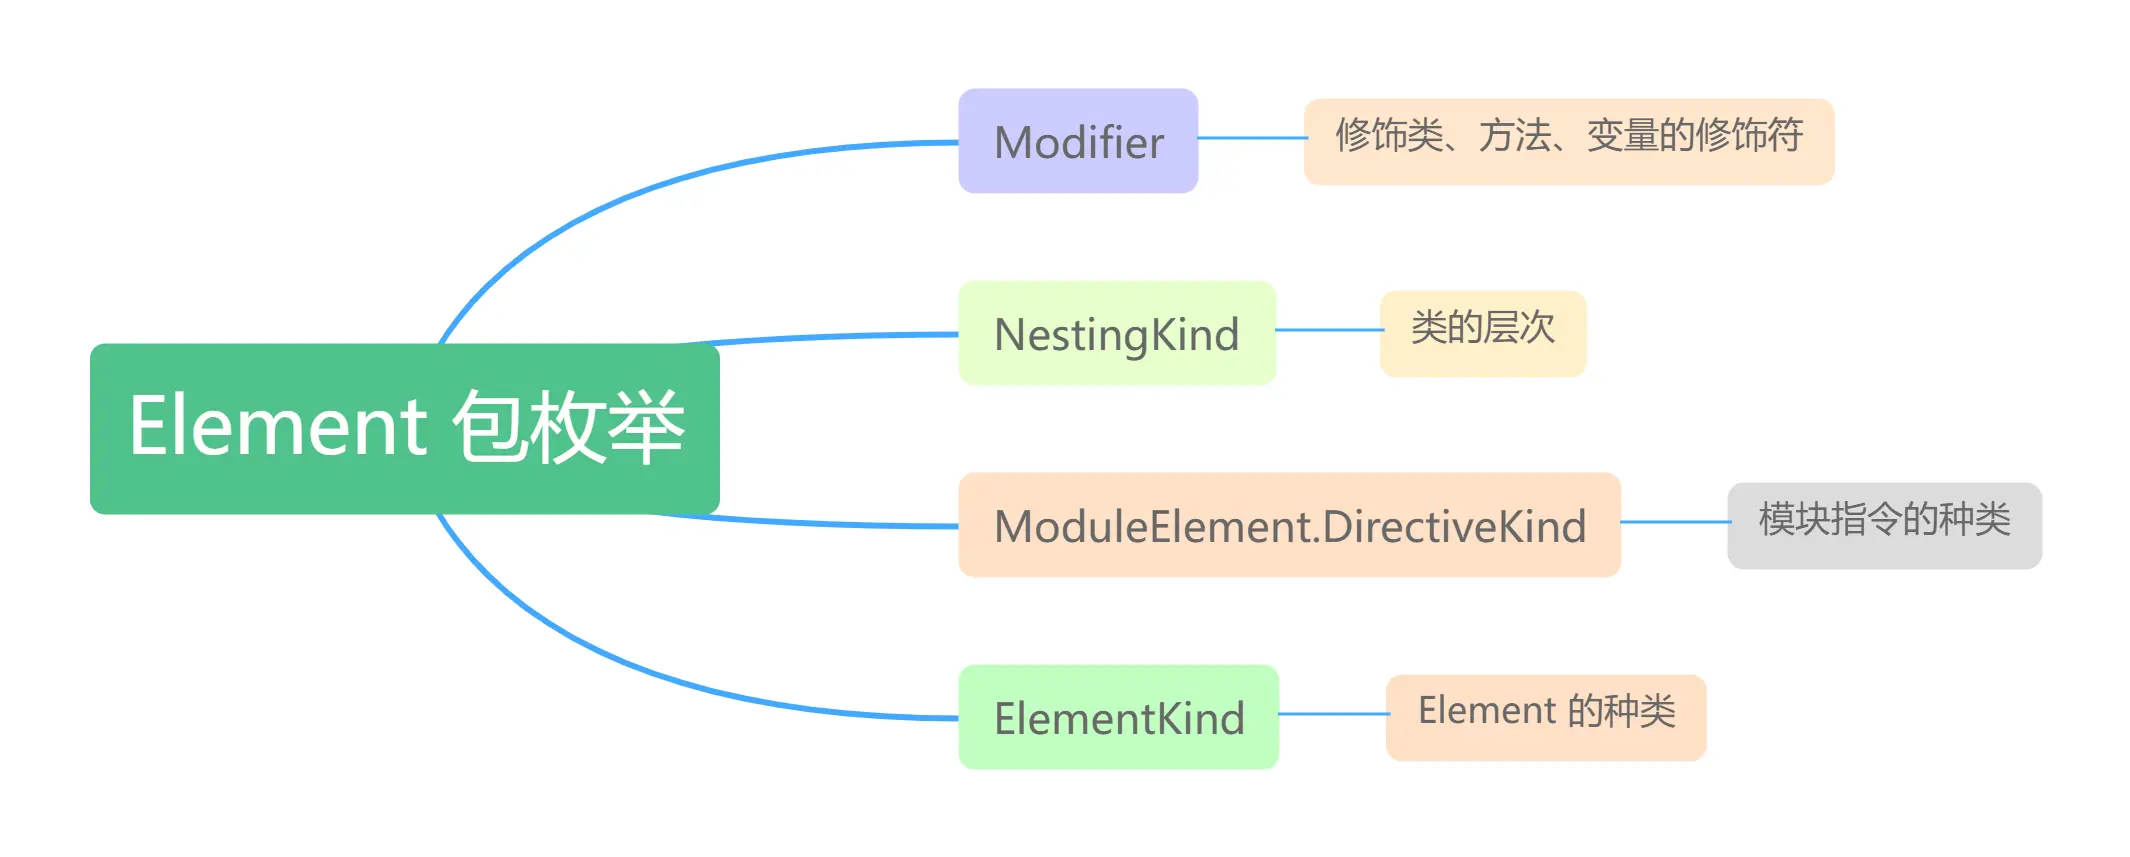 Element 包枚举
Modifier
修饰类、方法、变量的修饰符
NestingKind
类的层次
ModuleElement.DirectiveKind
模块指令的种类
ElementKind
Element 的种类